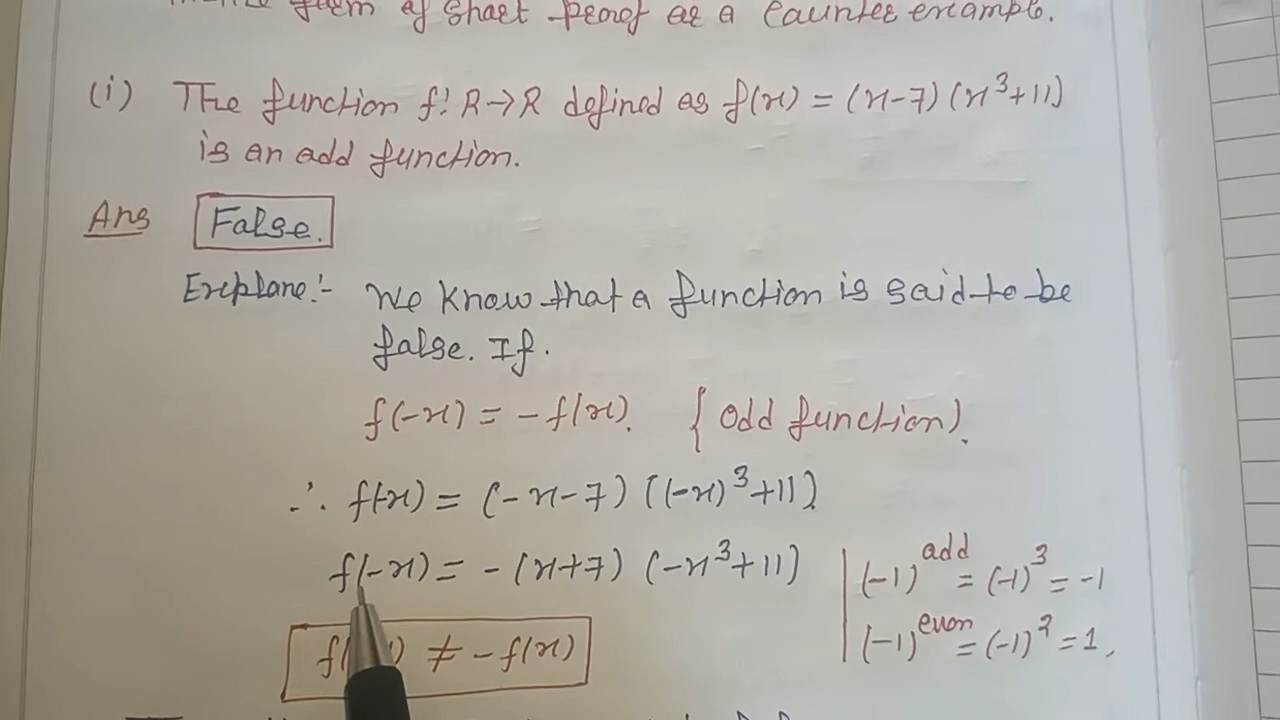 of Short proof or a Counter example.
(i) The function f: R→R defined as f(x) = (x-7) (x³+11)
is an add function.
Ans False.
Exeplane:- We know that a function is said to be
false. If.
f(-x) = -f(x). { Odd function).
∴ f(-x) = (-x-7) ((-x)³+11)
f(-x) = -(x+7) (-x³+11)
(-1)^add = (-1)³ = -1
(-1)^even = (-1)² = 1,
≠ -f(x)